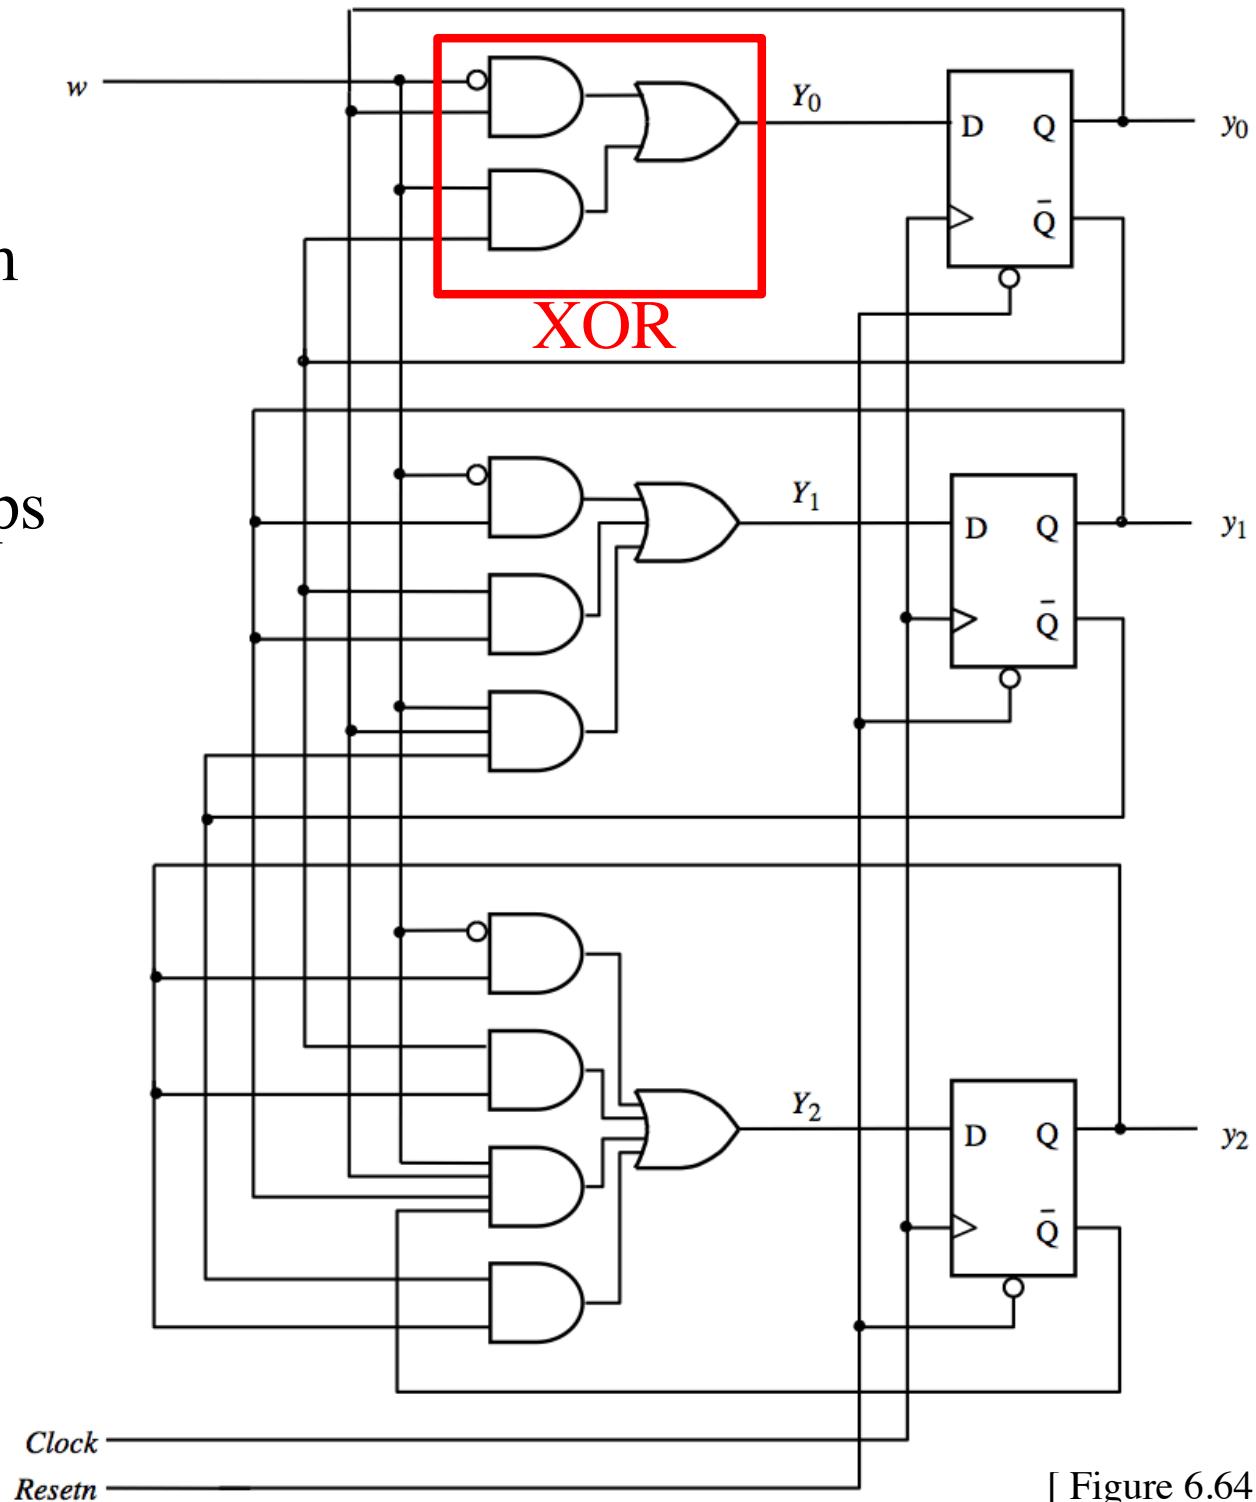 w
Y0
D Q
y0
Q̄
XOR
Y1
D Q
y1
Q̄
Y2
D Q
y2
Q̄
Clock
Resetn
[ Figure 6.64